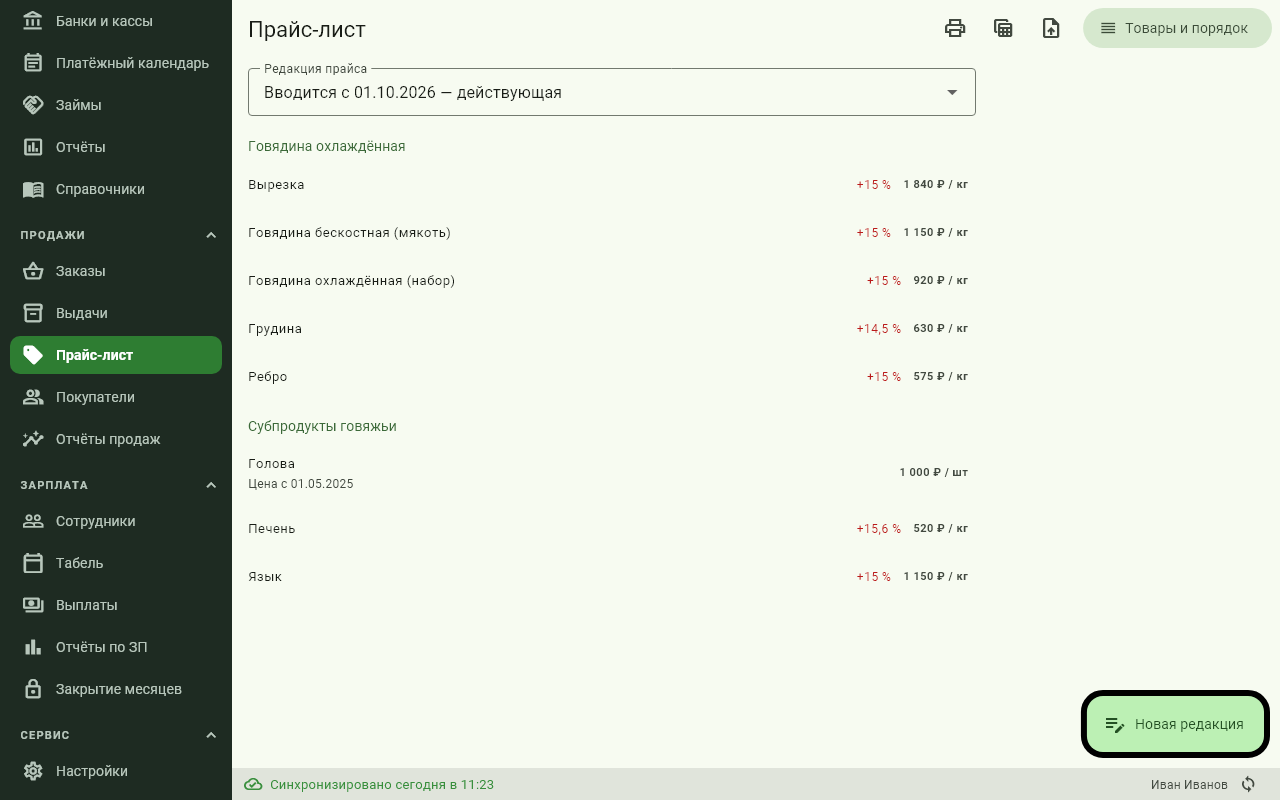 Банки и кассы
Платёжный календарь
Займы
Отчёты
Справочники
ПРОДАЖИ
Заказы
Выдачи
Прайс-лист
Покупатели
Отчёты продаж
ЗАРПЛАТА
Сотрудники
Табель
Выплаты
Отчёты по ЗП
Закрытие месяцев
СЕРВИС
Настройки
Прайс-лист
Товары и порядок
Редакция прайса
Вводится с 01.10.2026 — действующая
Говядина охлаждённая
Вырезка +15 % 1 840 ₽ / кг
Говядина бескостная (мякоть) +15 % 1 150 ₽ / кг
Говядина охлаждённая (набор) +15 % 920 ₽ / кг
Грудина +14,5 % 630 ₽ / кг
Ребро +15 % 575 ₽ / кг
Субпродукты говяжьи
Голова 1 000 ₽ / шт
Цена с 01.05.2025
Печень +15,6 % 520 ₽ / кг
Язык +15 % 1 150 ₽ / кг
Новая редакция
Синхронизировано сегодня в 11:23
Иван Иванов